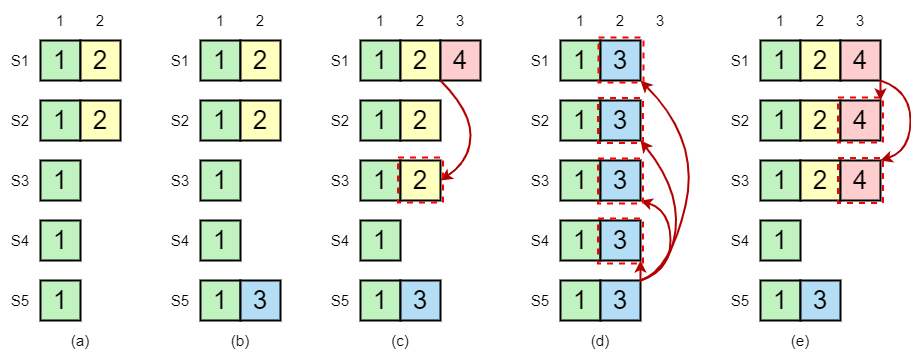 1 2 1 2 1 2 3 1 2 3 1 2 3
S1 1 2 S1 1 2 S1 1 2 4 S1 1 3 S1 1 2 4
S2 1 2 S2 1 2 S2 1 2 S2 1 3 S2 1 2 4
S3 1 S3 1 S3 1 2 S3 1 3 S3 1 2 4
S4 1 S4 1 S4 1 S4 1 3 S4 1
S5 1 S5 1 3 S5 1 3 S5 1 3 S5 1 3
(a) (b) (c) (d) (e)